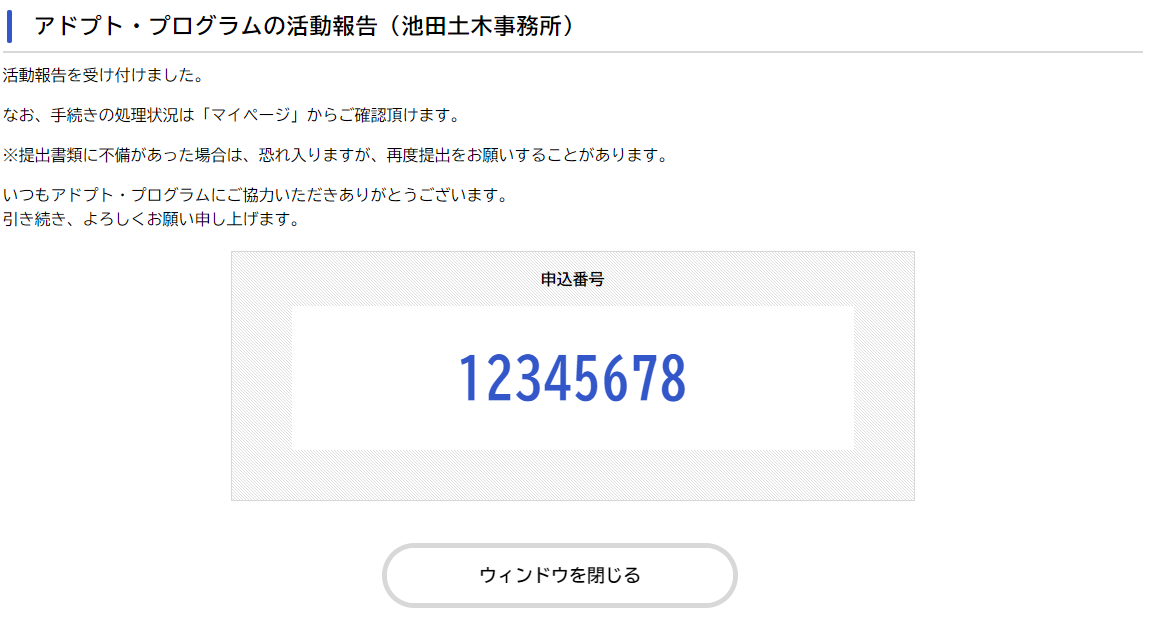 アドプト・プログラムの活動報告（池田土木事務所）
活動報告を受け付けました。
なお、手続きの処理状況は「マイページ」からご確認頂けます。
※提出書類に不備があった場合は、恐れ入りますが、再度提出をお願いすることがあります。
いつもアドプト・プログラムにご協力いただきありがとうございます。
引き続き、よろしくお願い申し上げます。
申込番号
12345678
ウィンドウを閉じる